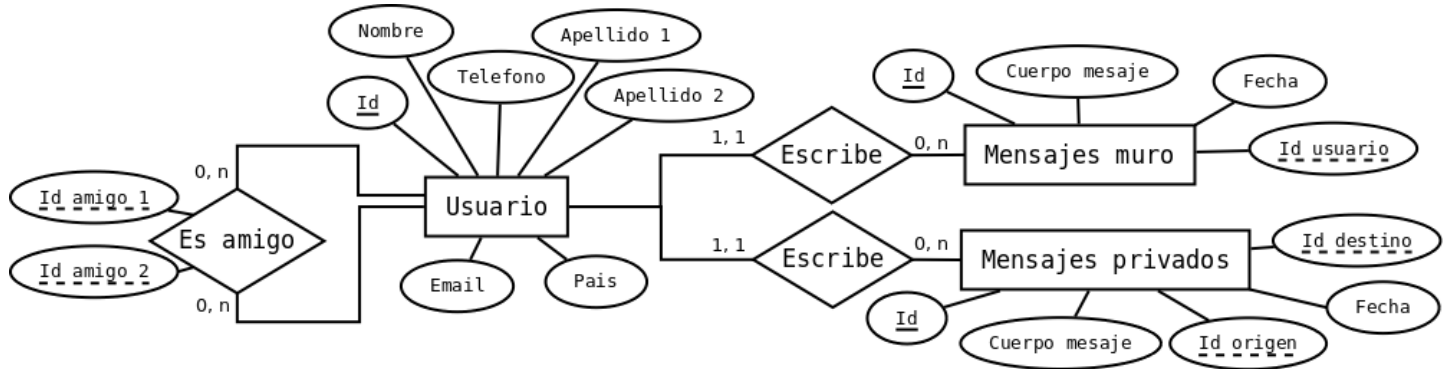 Nombre
Apellido 1
Telefono
Apellido 2
Id
Usuario
Email
Pais
Id amigo 1
Id amigo 2
Es amigo
0, n
0, n
1, 1
Escribe
0, n
Mensajes muro
Id
Cuerpo mesaje
Fecha
Id usuario
1, 1
Escribe
0, n
Mensajes privados
Id destino
Fecha
Id
Cuerpo mesaje
Id origen